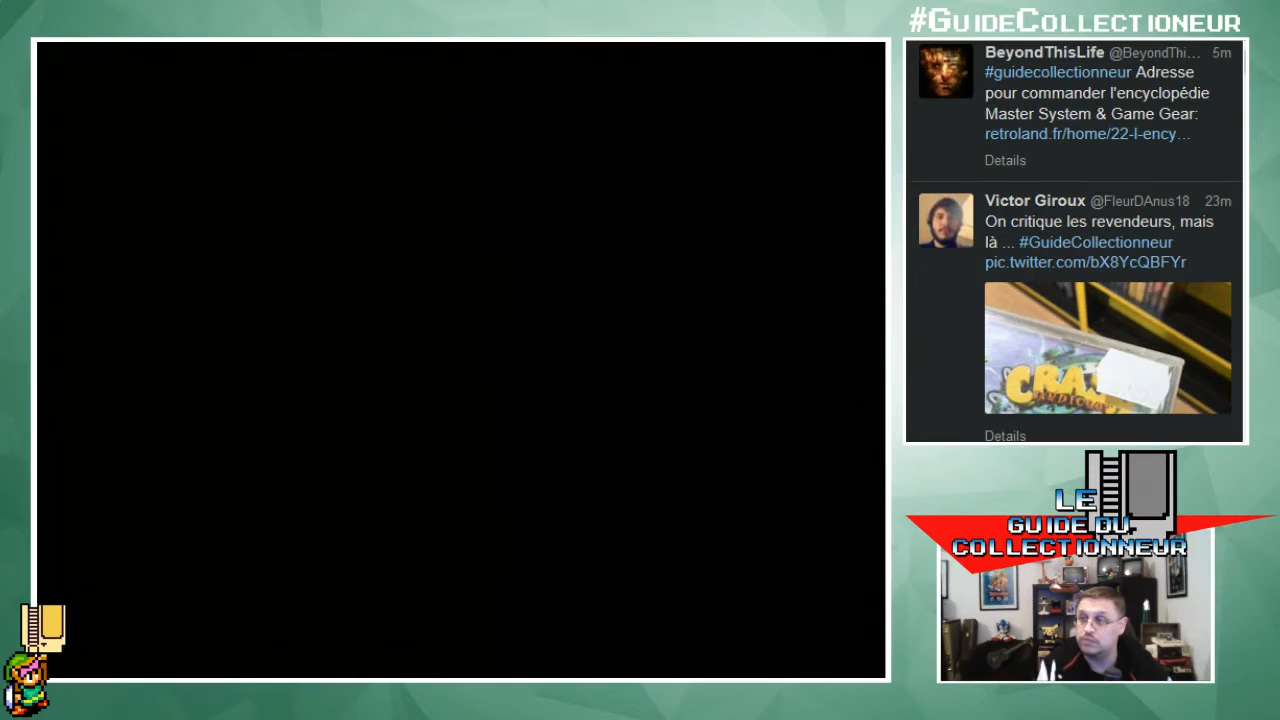 #GuideCollectioneur
BeyondThisLife @BeyondThi... 5m
#guidecollectionneur Adresse
pour commander l'encyclopédie
Master System & Game Gear:
retroland.fr/home/22-l-ency...
Details
Victor Giroux @FleurDAnus18 23m
On critique les revendeurs, mais
là ... #GuideCollectionneur
pic.twitter.com/bX8YcQBFYr
CRAS
Details
LE
GUIDE DU
COLLECTIONNEUR